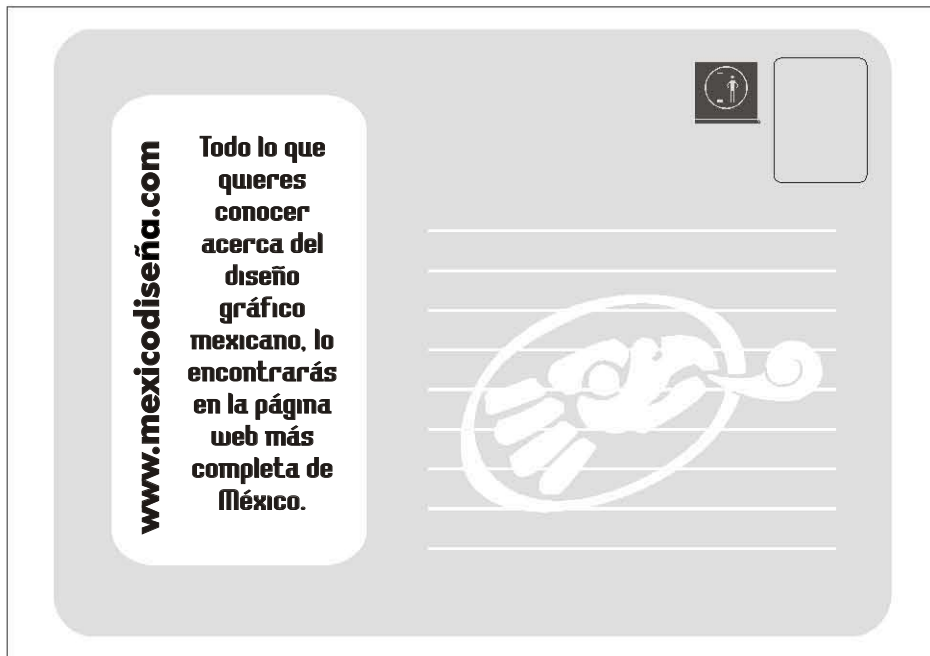 www.mexicodiseña.com
Todo lo que
quieres
conocer
acerca del
diseño
gráfico
mexicano, lo
encontrarás
en la página
web más
completa de
México.